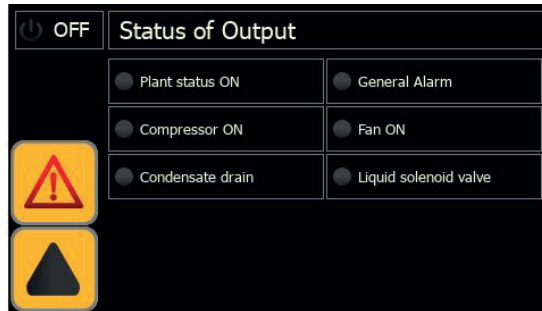 OFF Status of Output
Plant status ON General Alarm
Compressor ON Fan ON
Condensate drain Liquid solenoid valve